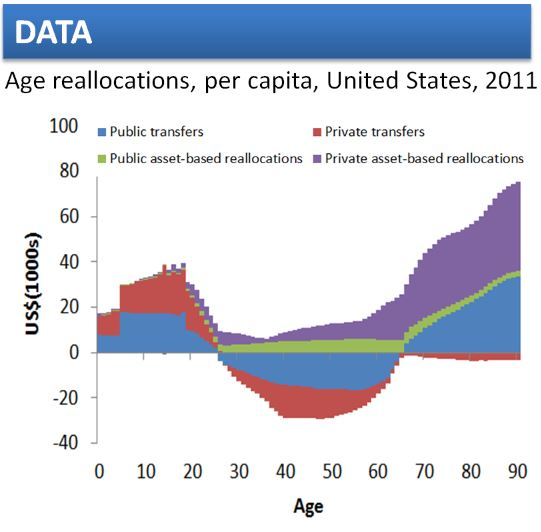 DATA
Age reallocations, per capita, United States, 2011
100
Public transfers
Private transfers
Public asset-based reallocations
Private asset-based reallocations
80
60
40
20
0
-20
-40
US$(1000s)
0 10 20 30 40 50 60 70 80 90
Age